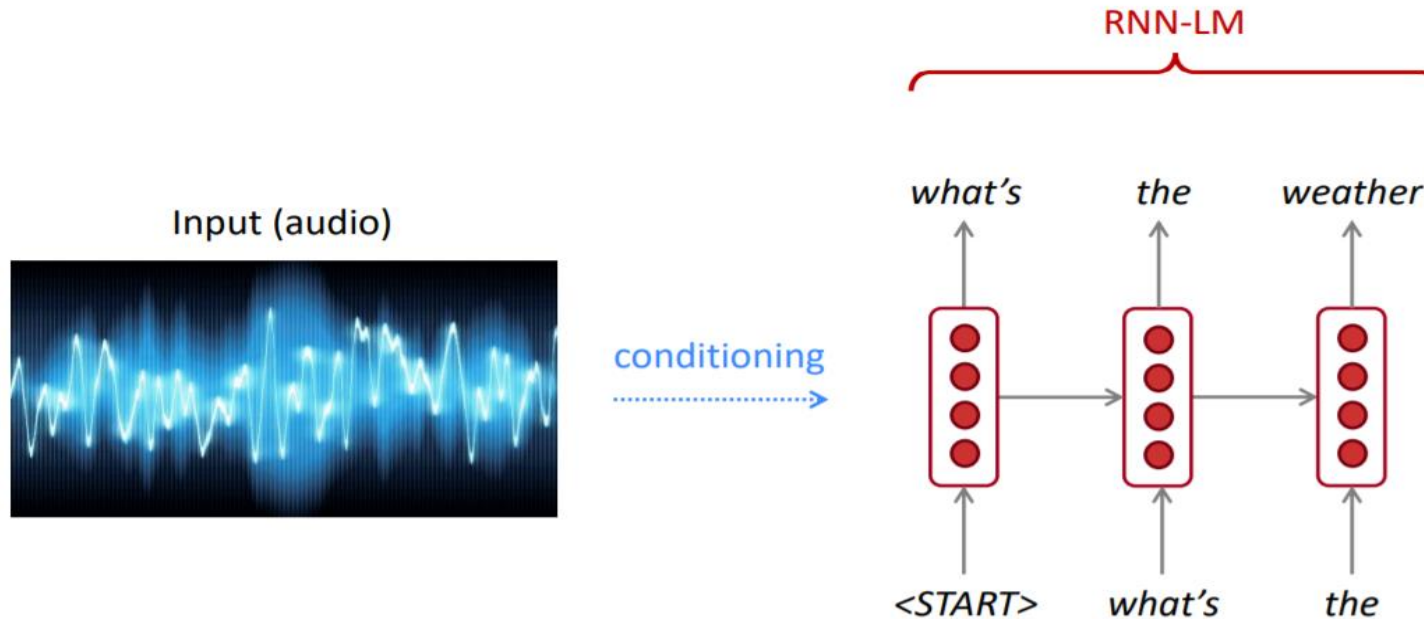 RNN-LM
what's the weather
Input (audio)
conditioning
<START> what's the